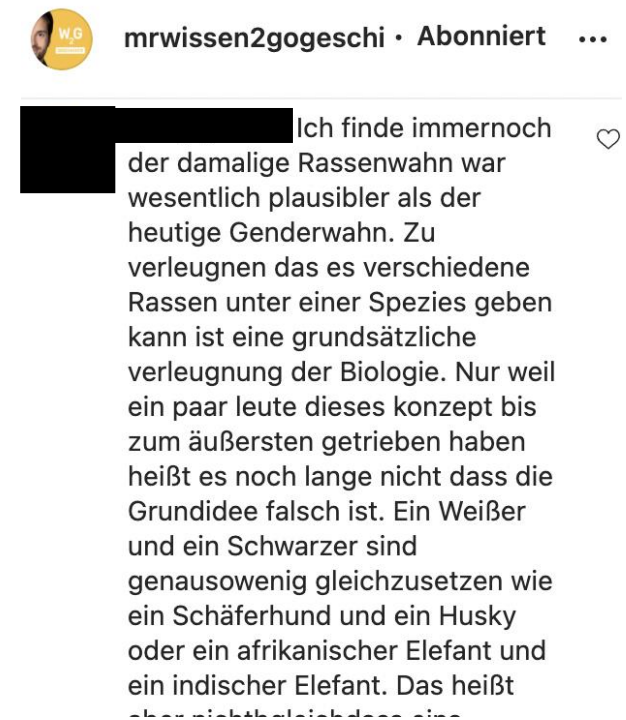 W₂G
mrwissen2gogeschi • Abonniert ...
Ich finde immernoch
der damalige Rassenwahn war
wesentlich plausibler als der
heutige Genderwahn. Zu
verleugnen das es verschiedene
Rassen unter einer Spezies geben
kann ist eine grundsätzliche
verleugnung der Biologie. Nur weil
ein paar leute dieses konzept bis
zum äußersten getrieben haben
heißt es noch lange nicht dass die
Grundidee falsch ist. Ein Weißer
und ein Schwarzer sind
genausowenig gleichzusetzen wie
ein Schäferhund und ein Husky
oder ein afrikanischer Elefant und
ein indischer Elefant. Das heißt